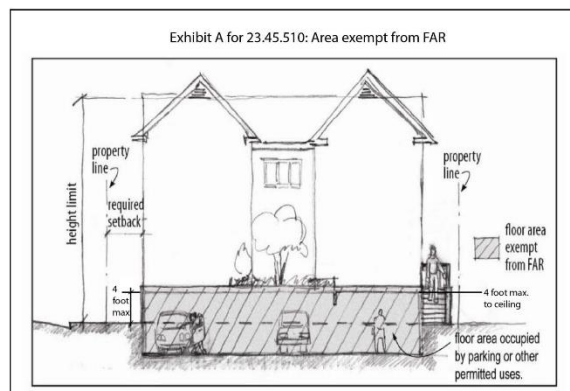 Exhibit A for 23.45.510: Area exempt from FAR
height limit
property
line
required
setback
property
line
floor area
exempt
from FAR
4
foot
max
4 foot max.
to ceiling
floor area occupied
by parking or other
permitted uses.